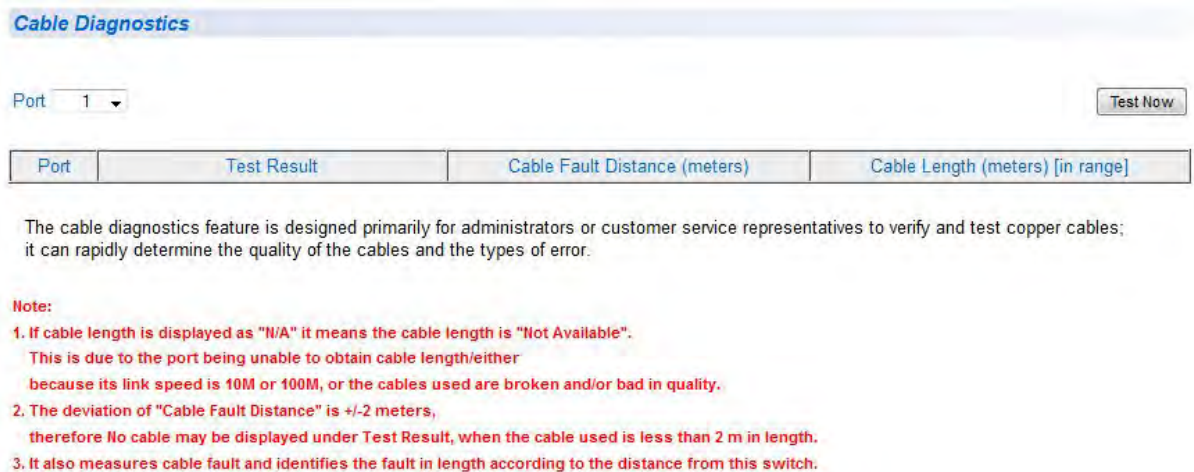 Cable Diagnostics
Port 1
Test Now
Port Test Result Cable Fault Distance (meters) Cable Length (meters) [in range]
The cable diagnostics feature is designed primarily for administrators or customer service representatives to verify and test copper cables;
it can rapidly determine the quality of the cables and the types of error.
Note:
1. If cable length is displayed as "N/A" it means the cable length is "Not Available".
This is due to the port being unable to obtain cable length/either
because its link speed is 10M or 100M, or the cables used are broken and/or bad in quality.
2. The deviation of "Cable Fault Distance" is +/-2 meters,
therefore No cable may be displayed under Test Result, when the cable used is less than 2 m in length.
3. It also measures cable fault and identifies the fault in length according to the distance from this switch.